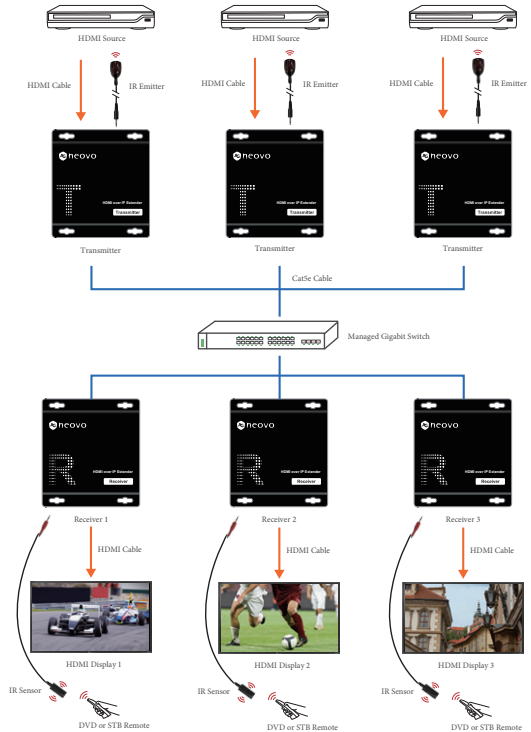 HDMI Source
HDMI Source
HDMI Source
HDMI Cable
IR Emitter
HDMI Cable
IR Emitter
HDMI Cable
IR Emitter
neovo
HDMI over IP Extender
Transmitter
neovo
HDMI over IP Extender
Transmitter
neovo
HDMI over IP Extender
Transmitter
Transmitter
Transmitter
Transmitter
Cat5e Cable
Managed Gigabit Switch
neovo
R
HDMI over IP Extender
Receiver
neovo
R
HDMI over IP Extender
Receiver
neovo
R
HDMI over IP Extender
Receiver
Receiver 1
Receiver 2
Receiver 3
HDMI Cable
HDMI Cable
HDMI Cable
HDMI Display 1
HDMI Display 2
HDMI Display 3
IR Sensor
IR Sensor
IR Sensor
DVD or STB Remote
DVD or STB Remote
DVD or STB Remote